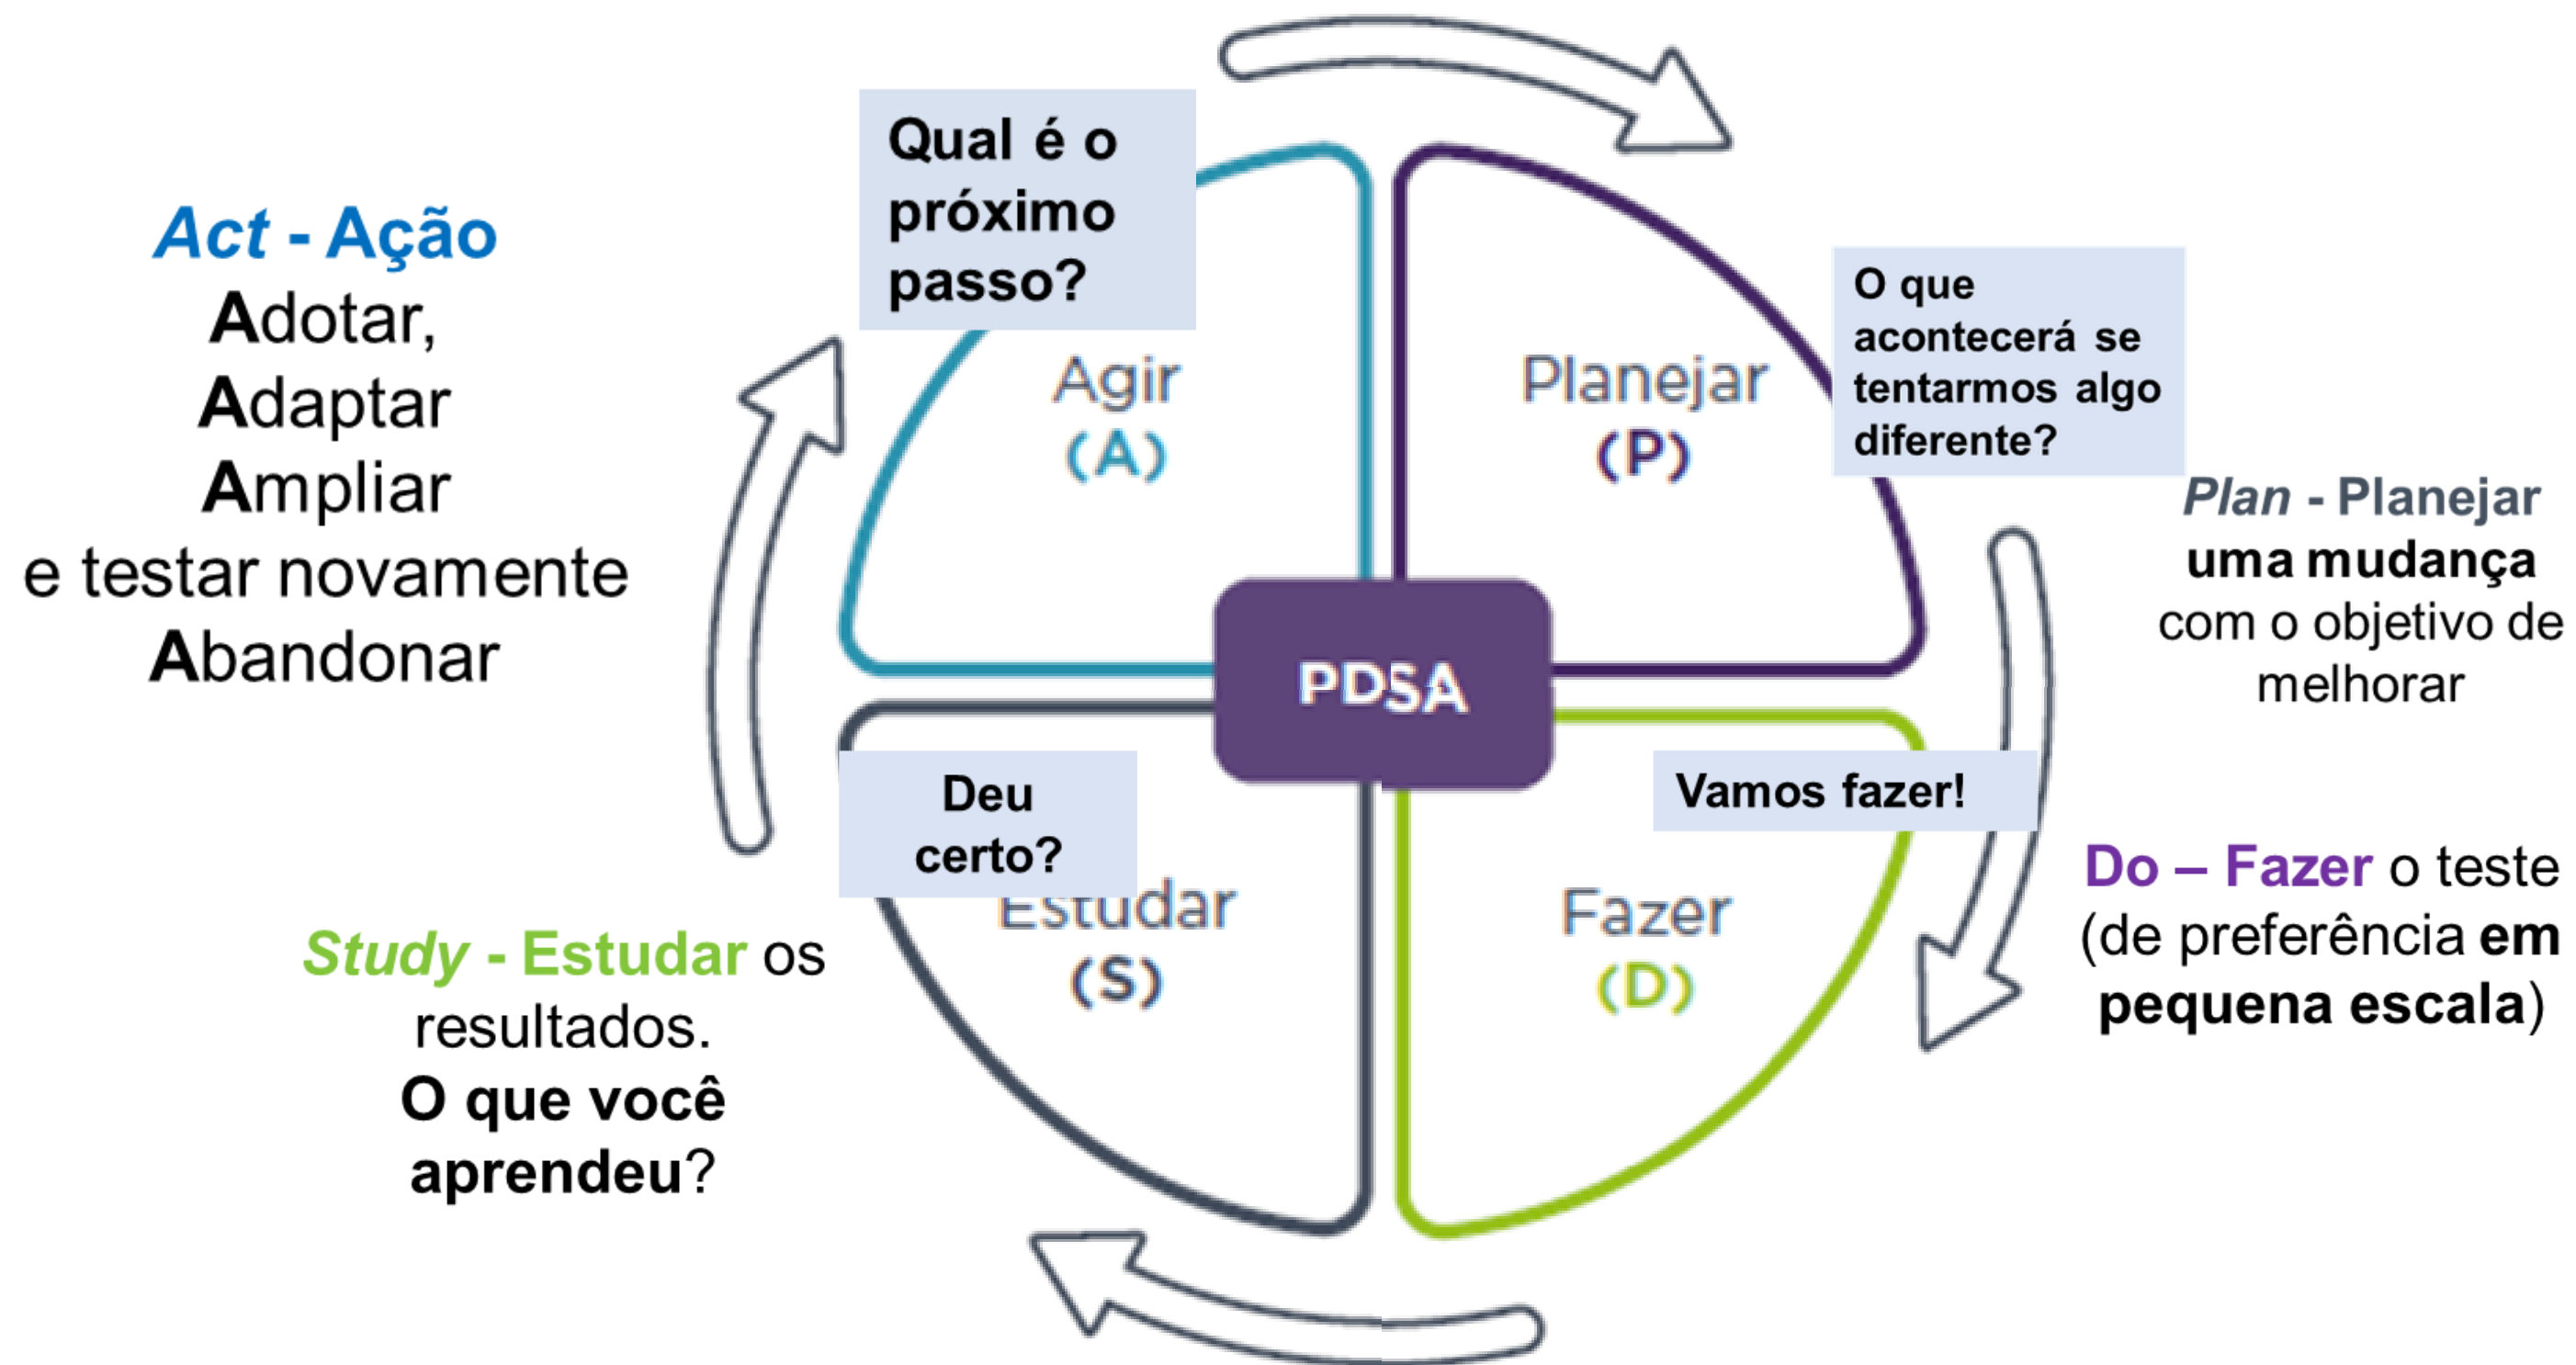 Qual é o
próximo
passo?
Act - Ação
Adotar,
Adaptar
Ampliar
e testar novamente
Abandonar
Agir
(A)
Planejar
(P)
O que
acontecerá se
tentarmos algo
diferente?
Plan - Planejar
uma mudança
com o objetivo de
melhorar
PDSA
Deu
certo?
Estudar
(S)
Vamos fazer!
Fazer
(D)
Do – Fazer o teste
(de preferência em
pequena escala)
Study - Estudar os
resultados.
O que você
aprendeu?